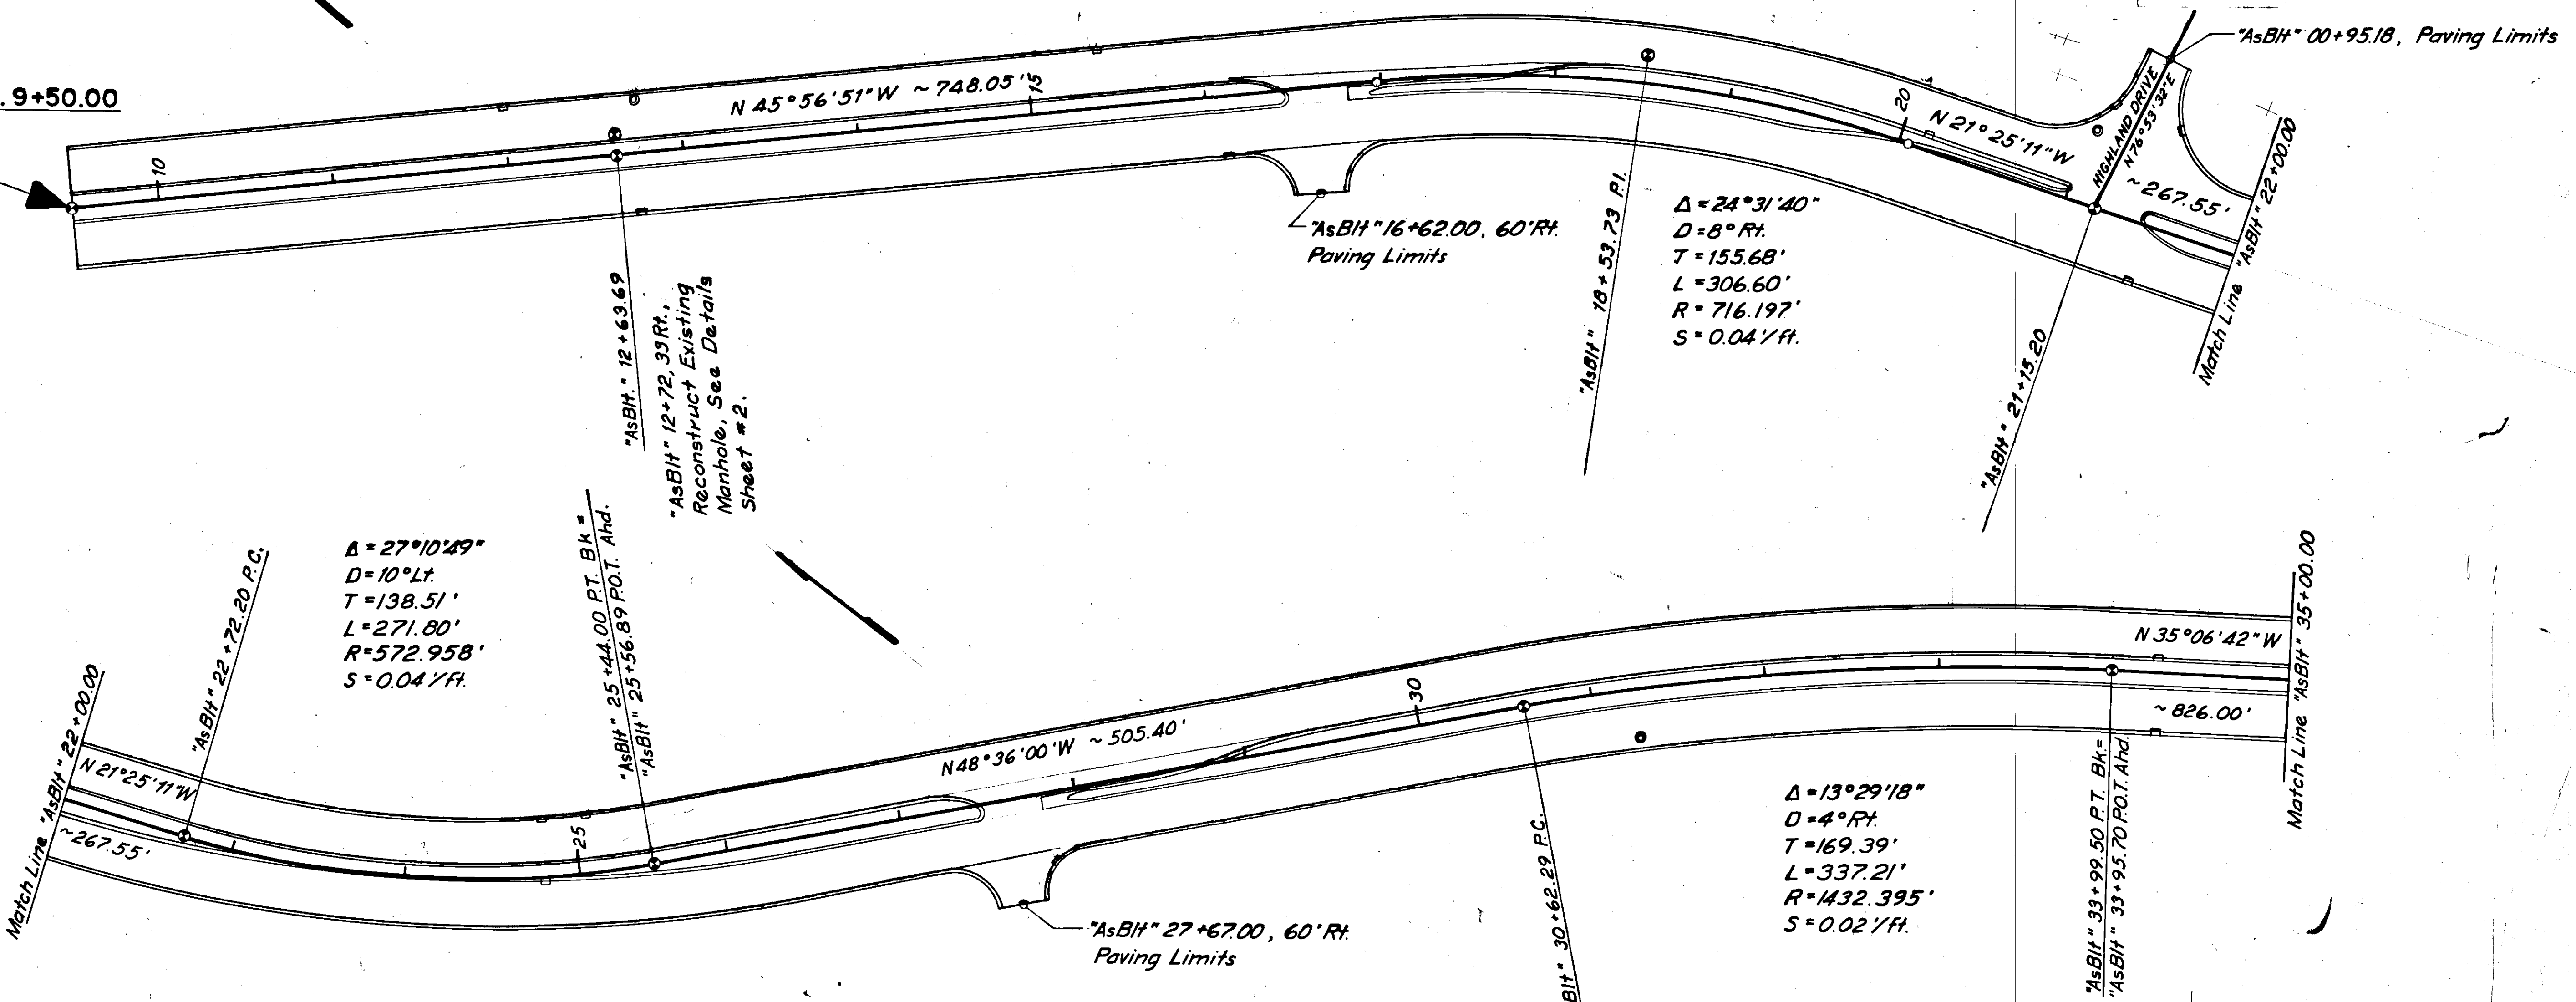 . 9+50.00
10
N 45°56'51"W ~ 748.05'
15
20
N 21°25'11"W
HIGHLAND DRIVE
N 76°53'32"E
"AsBlt" 00+95.18, Paving Limits
~267.55'
Match Line "AsBlt" 22+00.00
"AsBlt." 12+63.69
"AsBlt" 12+72, 39 Rt.,
Reconstruct Existing
Manhole, See Details
Sheet #2.
"AsBlt" 16+62.00, 60'Rt.
Paving Limits
"AsBlt" 18+53.73 P.I.
Δ = 24°31'40"
D = 8° Rt.
T = 155.68'
L = 306.60'
R = 716.197'
S = 0.04'/ft.
"AsBlt" 21+15.20
Match Line "AsBlt" 22+00.00
N 21°25'11"W
~267.55'
"AsBlt" 22+72.20 P.C.
Δ = 27°10'49"
D = 10° Lt.
T = 138.51'
L = 271.80'
R = 572.958'
S = 0.04'/ft.
"AsBlt" 25+44.00 P.T. Bk =
"AsBlt" 25+56.89 P.O.T. Ahd.
25
N 48°36'00'W ~ 505.40'
30
"AsBlt" 27+67.00, 60'Rt.
Paving Limits
Blt" 30+62.29 P.C.
Δ = 13°29'18"
D = 4° Rt.
T = 169.39'
L = 337.21'
R = 1432.395'
S = 0.02'/ft.
N 35°06'42"W
~826.00'
"AsBlt" 33+99.50 P.T. Bk.=
"AsBlt" 33+95.70 P.O.T. Ahd
Match Line "AsBlt" 35+00.00